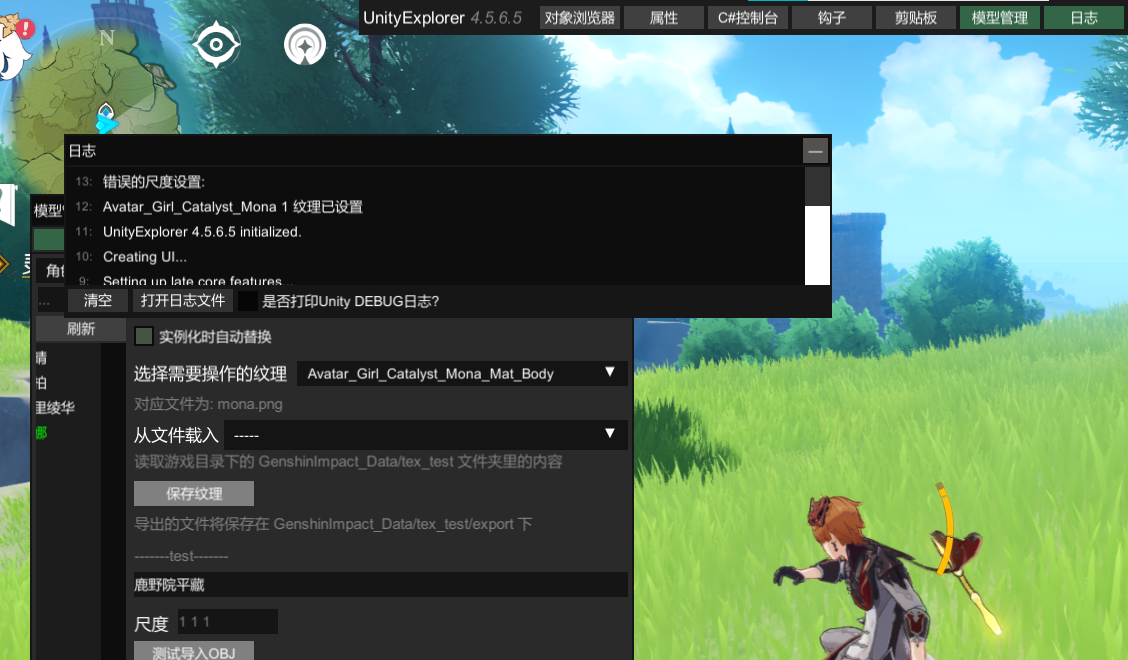 N
UnityExplorer 4.5.6.5 对象浏览器 属性 C#控制台 钩子 剪贴板 模型管理 日志
日志
13: 错误的尺度设置:
12: Avatar_Girl_Catalyst_Mona 1 纹理已设置
11: UnityExplorer 4.5.6.5 initialized.
10: Creating UI...
9: Setting up late core features...
清空 打开日志文件 是否打印Unity DEBUG日志?
模型
角
...
刷新 实例化时自动替换
选择需要操作的纹理 Avatar_Girl_Catalyst_Mona_Mat_Body
对应文件为: mona.png
里绫华
娜
从文件载入 -----
读取游戏目录下的 GenshinImpact_Data/tex_test 文件夹里的内容
保存纹理
导出的文件将保存在 GenshinImpact_Data/tex_test/export 下
-------test-------
鹿野院平藏
尺度 1 1 1
测试导入OBJ